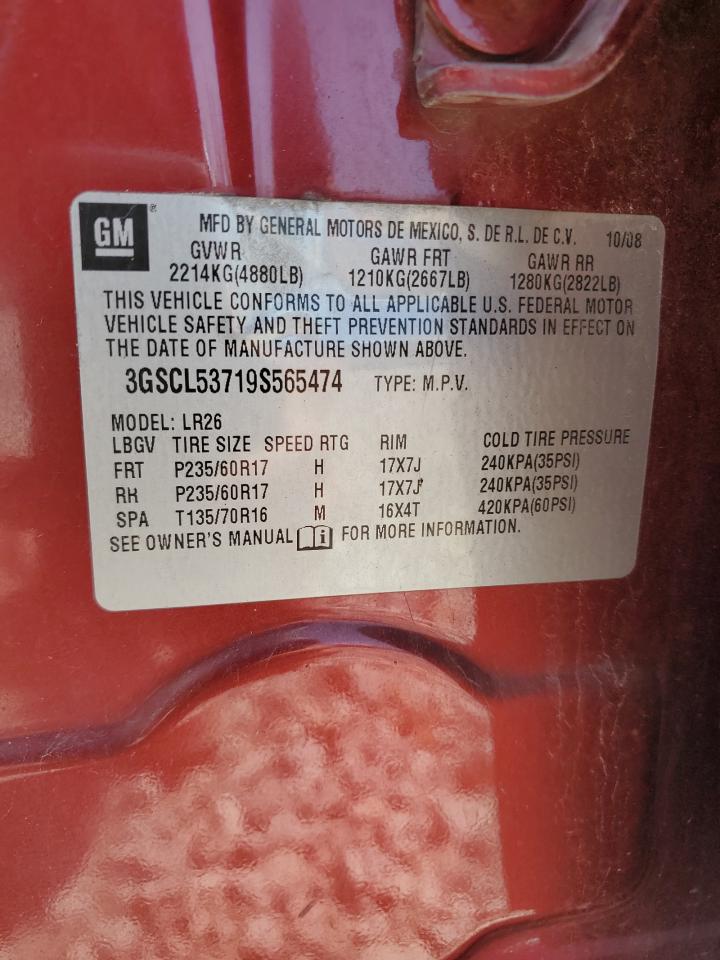 GM ®
MFD BY GENERAL MOTORS DE MEXICO, S. DE R.L. DE C.V. 10/08
GVWR GAWR FRT GAWR RR
2214KG(4880LB) 1210KG(2667LB) 1280KG(2822LB)
THIS VEHICLE CONFORMS TO ALL APPLICABLE U.S. FEDERAL MOTOR
VEHICLE SAFETY AND THEFT PREVENTION STANDARDS IN EFFECT ON
THE DATE OF MANUFACTURE SHOWN ABOVE.
3GSCL53719S565474 TYPE: M.P.V.
MODEL: LR26
LBGV TIRE SIZE SPEED RTG RIM COLD TIRE PRESSURE
FRT P235/60R17 H 17X7J 240KPA(35PSI)
RH P235/60R17 H 17X7J 240KPA(35PSI)
SPA T135/70R16 M 16X4T 420KPA(60PSI)
SEE OWNER'S MANUAL i FOR MORE INFORMATION.